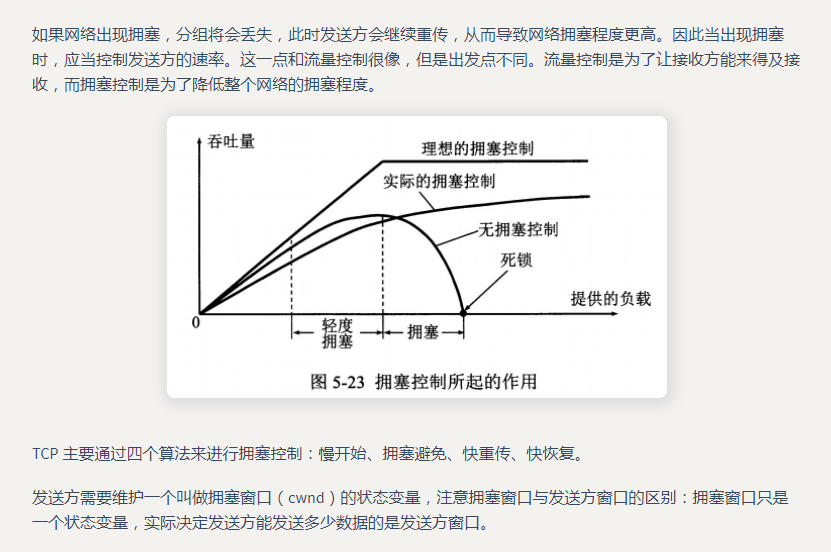 如果网络出现拥塞，分组将会丢失，此时发送方会继续重传，从而导致网络拥塞程度更高。因此当出现拥塞
时，应当控制发送方的速率。这一点和流量控制很像，但是出发点不同。流量控制是为了让接收方能来得及接
收，而拥塞控制是为了降低整个网络的拥塞程度。
吞吐量
理想的拥塞控制
实际的拥塞控制
无拥塞控制
死锁
提供的负载
0
轻度
拥塞
拥塞
图 5-23 拥塞控制所起的作用
TCP 主要通过四个算法来进行拥塞控制：慢开始、拥塞避免、快重传、快恢复。
发送方需要维护一个叫做拥塞窗口（cwnd）的状态变量，注意拥塞窗口与发送方窗口的区别：拥塞窗口只是
一个状态变量，实际决定发送方能发送多少数据的是发送方窗口。